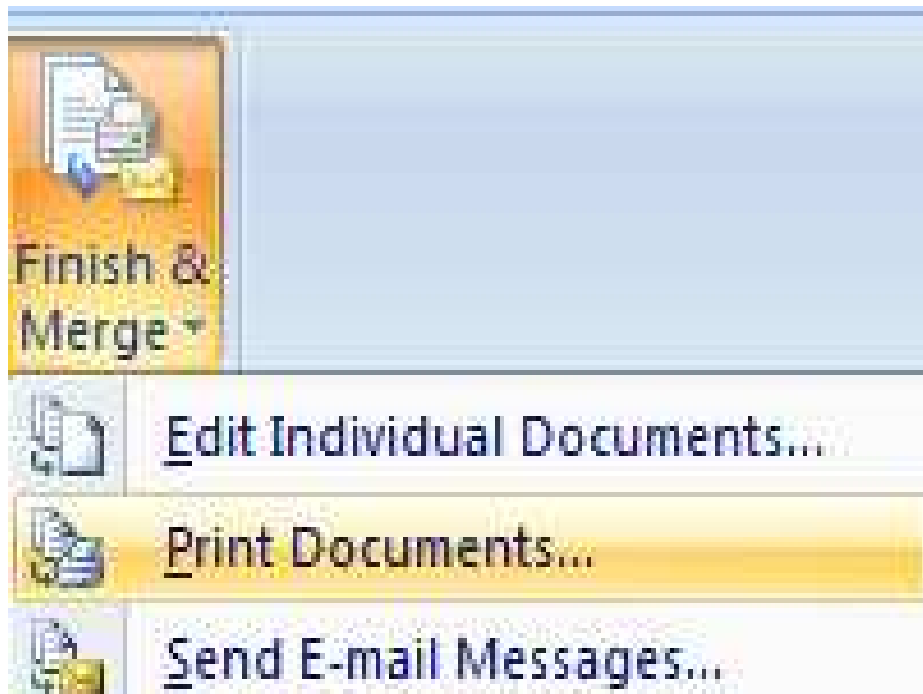 Finish &
Merge
Edit Individual Documents...
Print Documents...
Send E-mail Messages...